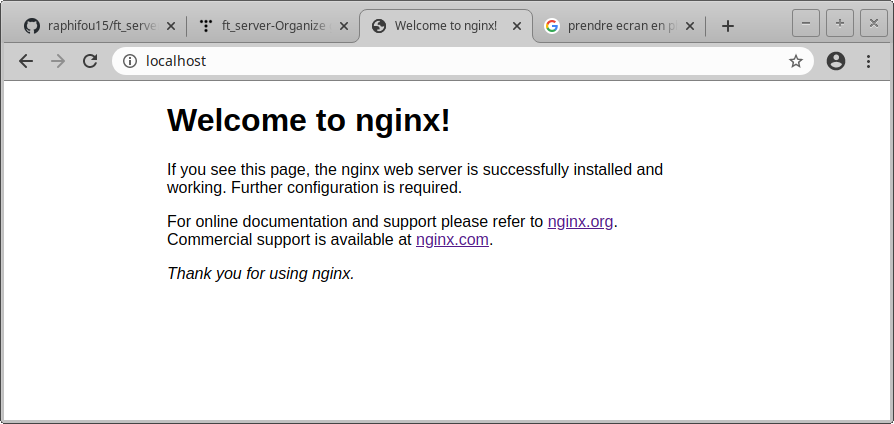 raphifou15/ft_serve
ft_server-Organize
Welcome to nginx!
prendre ecran en pl
localhost
Welcome to nginx!
If you see this page, the nginx web server is successfully installed and
working. Further configuration is required.
For online documentation and support please refer to nginx.org.
Commercial support is available at nginx.com.
Thank you for using nginx.